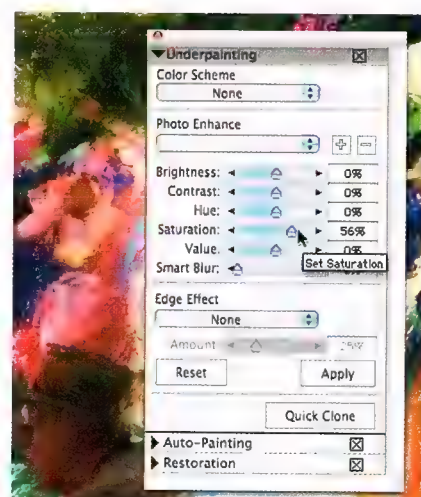 Underpainting
Color Scheme
None
Photo Enhance
Brightness: 0%
Contrast: 0%
Hue: 0%
Saturation: 56%
Value: 0%
Set Saturation
Smart Blur:
Edge Effect
None
Amount 25%
Reset Apply
Quick Clone
Auto-Painting
Restoration